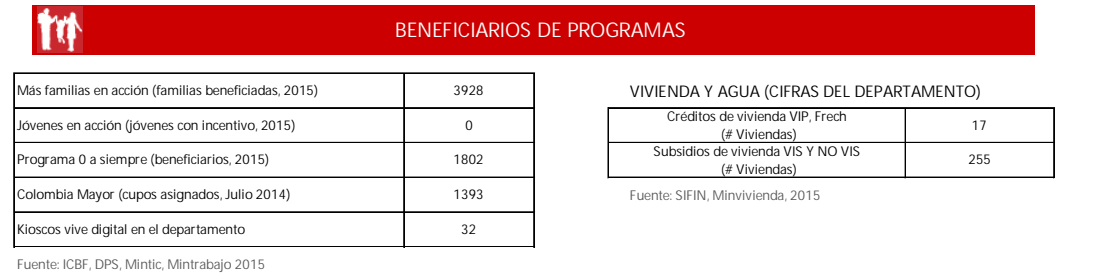 BENEFICIARIOS DE PROGRAMAS
Más familias en acción (familias beneficiadas, 2015) 3928
Jóvenes en acción (jóvenes con incentivo, 2015) 0
Programa 0 a siempre (beneficiarios, 2015) 1802
Colombia Mayor (cupos asignados, Julio 2014) 1393
Kioscos vive digital en el departamento 32
Fuente: ICBF, DPS, Mintic, Mintrabajo 2015
VIVIENDA Y AGUA (CIFRAS DEL DEPARTAMENTO)
Créditos de vivienda VIP, Frech
(# Viviendas) 17
Subsidios de vivienda VIS Y NO VIS
(# Viviendas) 255
Fuente: SIFIN, Minvivienda, 2015